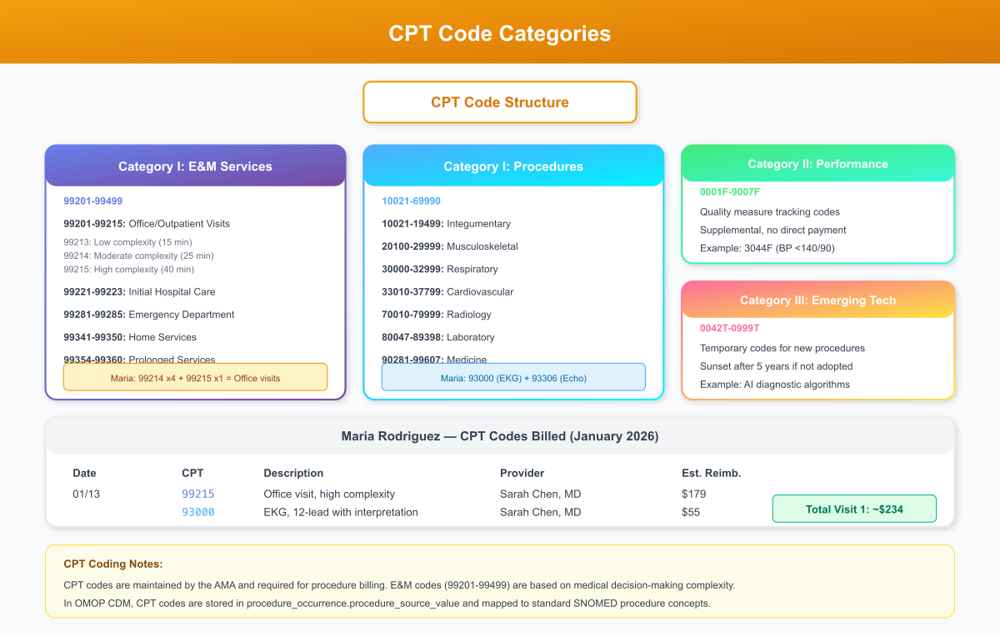 CPT Code Categories
CPT Code Structure
Category I: E&M Services
99201-99499
99201-99215: Office/Outpatient Visits
99213: Low complexity (15 min)
99214: Moderate complexity (25 min)
99215: High complexity (40 min)
99221-99223: Initial Hospital Care
99281-99285: Emergency Department
99341-99350: Home Services
99354-99360: Prolonged Services
Maria: 99214 x4 + 99215 x1 = Office visits
Category I: Procedures
10021-69990
10021-19499: Integumentary
20100-29999: Musculoskeletal
30000-32999: Respiratory
33010-37799: Cardiovascular
70010-79999: Radiology
80047-89398: Laboratory
90281-99607: Medicine
Maria: 93000 (EKG) + 93306 (Echo)
Category II: Performance
0001F-9007F
Quality measure tracking codes
Supplemental, no direct payment
Example: 3044F (BP <140/90)
Category III: Emerging Tech
0042T-0999T
Temporary codes for new procedures
Sunset after 5 years if not adopted
Example: AI diagnostic algorithms
Maria Rodriguez — CPT Codes Billed (January 2026)
Date CPT Description Provider Est. Reimb.
01/13 99215 Office visit, high complexity Sarah Chen, MD $179
93000 EKG, 12-lead with interpretation Sarah Chen, MD $55
Total Visit 1: ~$234
CPT Coding Notes:
CPT codes are maintained by the AMA and required for procedure billing. E&M codes (99201-99499) are based on medical decision-making complexity.
In OMOP CDM, CPT codes are stored in procedure_occurrence.procedure_source_value and mapped to standard SNOMED procedure concepts.